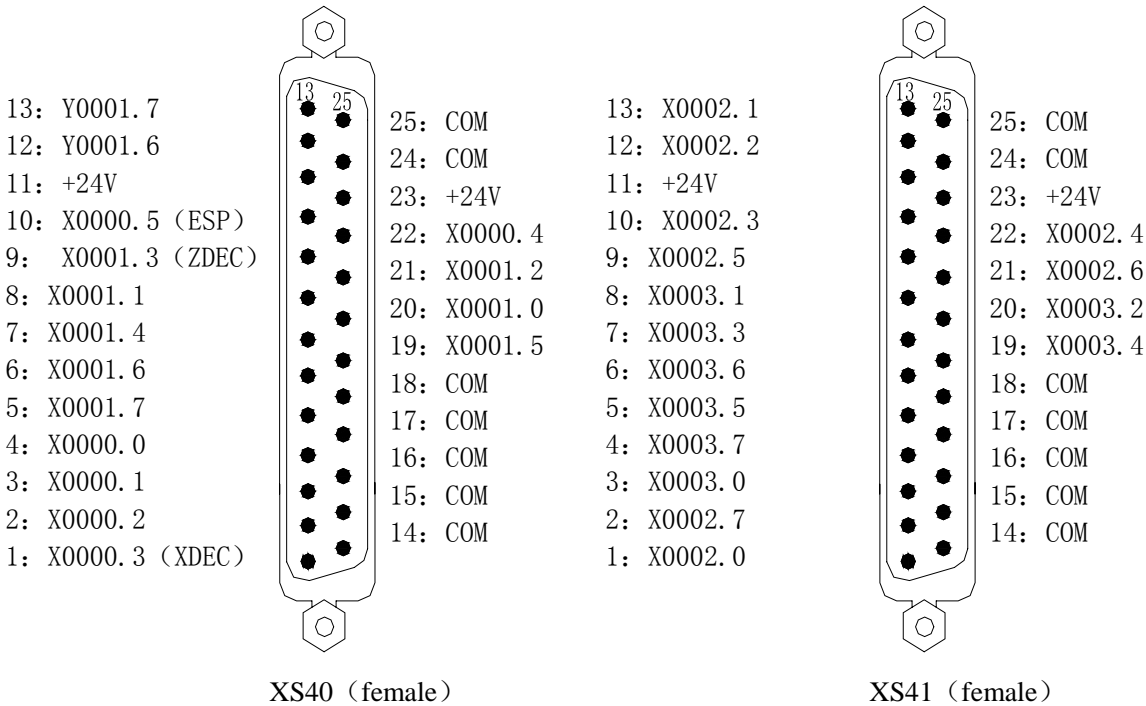 13 25
13：Y0001.7
12：Y0001.6
11：+24V
10：X0000.5（ESP）
9： X0001.3（ZDEC）
8：X0001.1
7：X0001.4
6：X0001.6
5：X0001.7
4：X0000.0
3：X0000.1
2：X0000.2
1：X0000.3（XDEC）
25：COM
24：COM
23：+24V
22：X0000.4
21：X0001.2
20：X0001.0
19：X0001.5
18：COM
17：COM
16：COM
15：COM
14：COM
XS40（female）
13 25
13：X0002.1
12：X0002.2
11：+24V
10：X0002.3
9：X0002.5
8：X0003.1
7：X0003.3
6：X0003.6
5：X0003.5
4：X0003.7
3：X0003.0
2：X0002.7
1：X0002.0
25：COM
24：COM
23：+24V
22：X0002.4
21：X0002.6
20：X0003.2
19：X0003.4
18：COM
17：COM
16：COM
15：COM
14：COM
XS41（female）